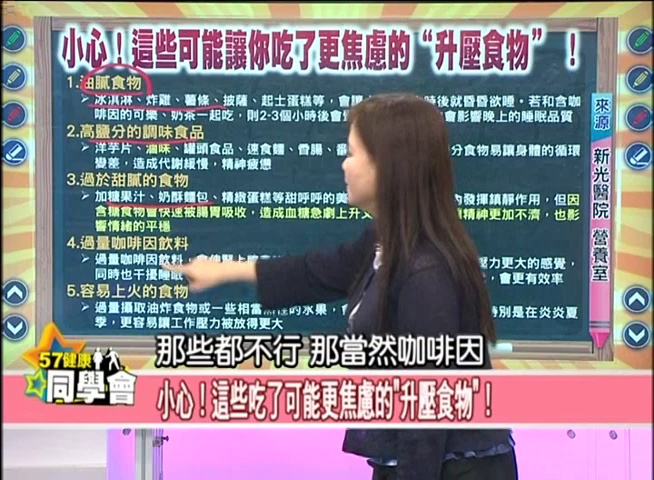 小心！這些可能讓你吃了更焦慮的“升壓食物”！
1.油膩食物
冰淇淋、炸雞、薯條、披薩、起士蛋糕等，會讓
時後就昏昏欲睡。若和含咖
啡因的可樂、奶茶一起吃，則2-3個小時後會
會影響晚上的睡眠品質
2.高鹽分的調味食品
洋芋片、滷味、罐頭食品、速食麵、香腸、
分食物易讓身體的循環
變差，造成代謝緩慢，精神疲憊
3.過於甜膩的食物
加糖果汁、奶酥麵包、精緻蛋糕等甜呼呼的美
內發揮鎮靜作用，但因
含糖食物會快速被腸胃吸收，造成血糖急劇上升又
精神更加不濟，也影
響情緒的平穩
4.過量咖啡因飲料
過量咖啡因飲料，
壓力更大的感覺，
同時也干擾睡眠
會更有效率
5.容易上火的食物
過量攝取油炸食物或一些相當
水果，會
特別是在炎炎夏
季，更容易讓工作壓力被放得更大
來源
新光醫院 營養室
那些都不行 那當然咖啡因
57健康
同學會
小心！這些吃了可能更焦慮的"升壓食物"！